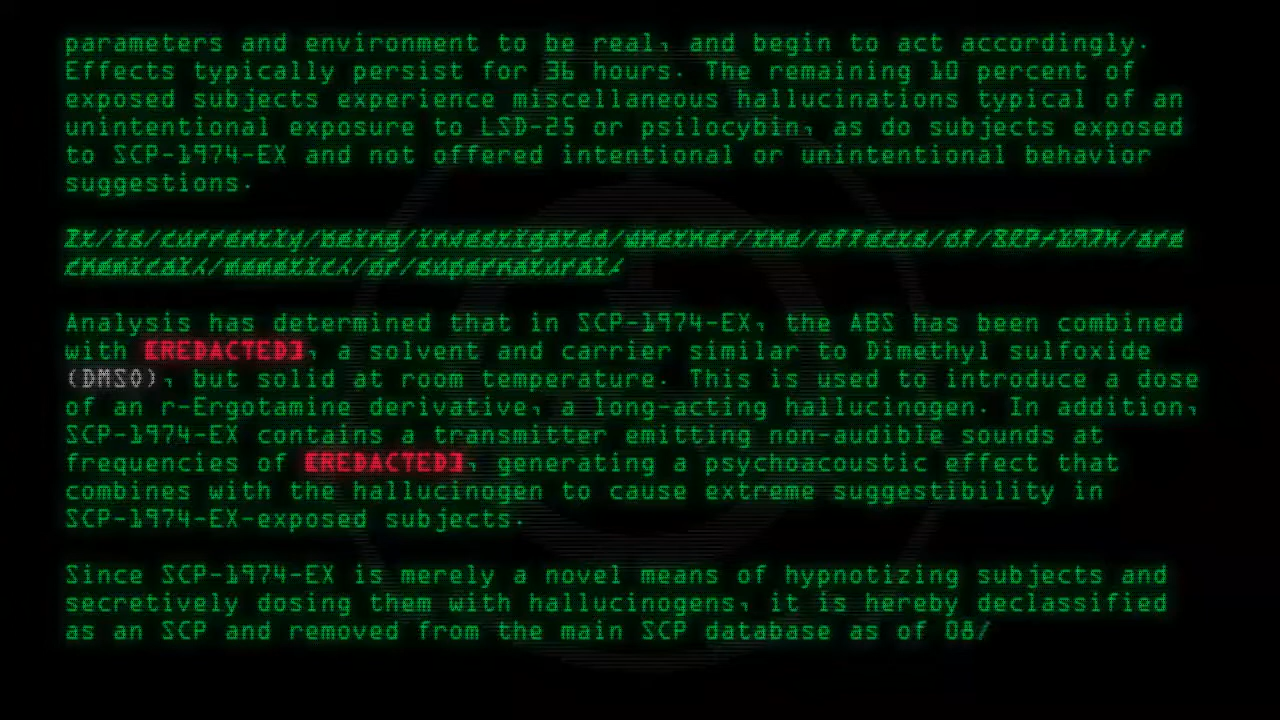 parameters and environment to be real, and begin to act accordingly.
Effects typically persist for 36 hours. The remaining 10 percent of
exposed subjects experience miscellaneous hallucinations typical of an
unintentional exposure to LSD-25 or psilocybin, as do subjects exposed
to SCP-1974-EX and not offered intentional or unintentional behavior
suggestions.
It/is/currently/being/investigated/whether/the/effects/of/SCP-1974/are
chemical,/memetic,/or/supernatural/
Analysis has determined that in SCP-1974-EX, the ABS has been combined
with [REDACTED], a solvent and carrier similar to Dimethyl sulfoxide
(DMSO), but solid at room temperature. This is used to introduce a dose
of an r-Ergotamine derivative, a long-acting hallucinogen. In addition,
SCP-1974-EX contains a transmitter emitting non-audible sounds at
frequencies of [REDACTED], generating a psychoacoustic effect that
combines with the hallucinogen to cause extreme suggestibility in
SCP-1974-EX-exposed subjects.
Since SCP-1974-EX is merely a novel means of hypnotizing subjects and
secretively dosing them with hallucinogens, it is hereby declassified
as an SCP and removed from the main SCP database as of 08/